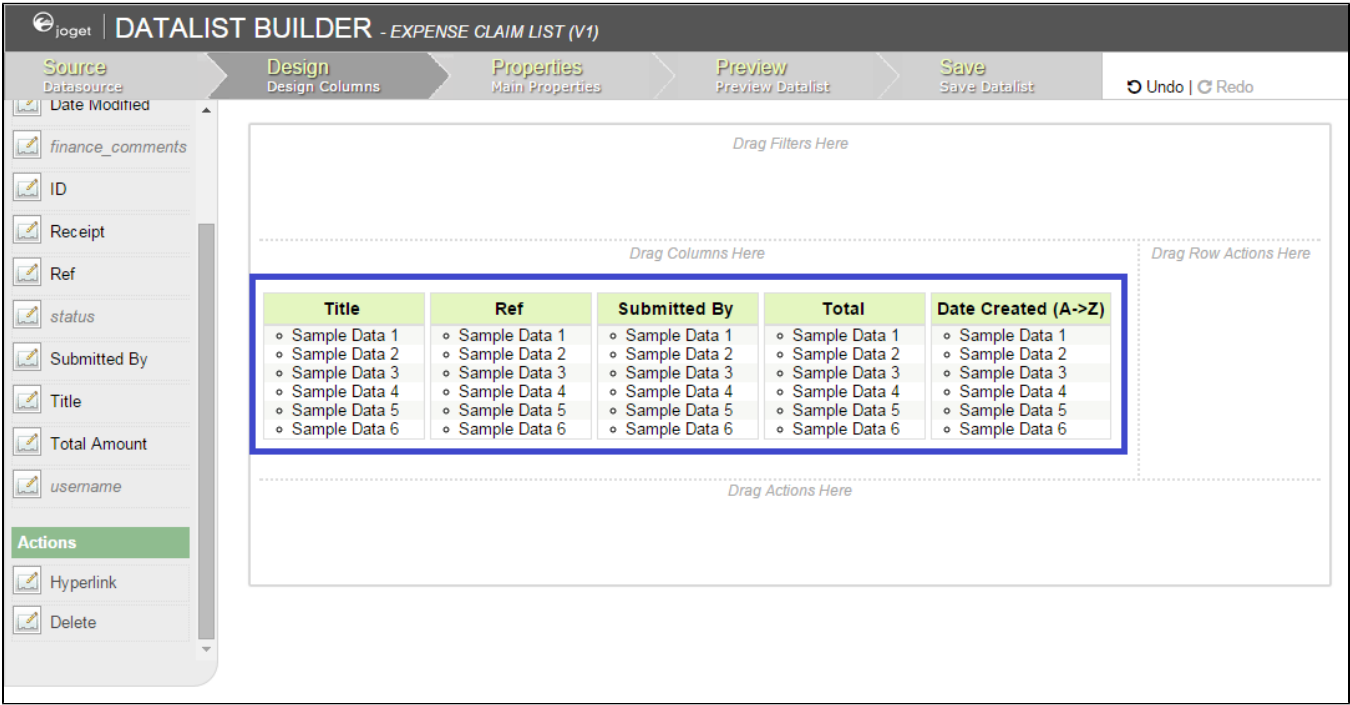 joget | DATALIST BUILDER - EXPENSE CLAIM LIST (V1)
Source
Datasource
Design
Design Columns
Properties
Main Properties
Preview
Preview Datalist
Save
Save Datalist
Undo | Redo
Date Modified
finance_comments
ID
Receipt
Ref
status
Submitted By
Title
Total Amount
username
Actions
Hyperlink
Delete
Drag Filters Here
Drag Columns Here
Drag Row Actions Here
Title
Sample Data 1
Sample Data 2
Sample Data 3
Sample Data 4
Sample Data 5
Sample Data 6
Ref
Sample Data 1
Sample Data 2
Sample Data 3
Sample Data 4
Sample Data 5
Sample Data 6
Submitted By
Sample Data 1
Sample Data 2
Sample Data 3
Sample Data 4
Sample Data 5
Sample Data 6
Total
Sample Data 1
Sample Data 2
Sample Data 3
Sample Data 4
Sample Data 5
Sample Data 6
Date Created (A->Z)
Sample Data 1
Sample Data 2
Sample Data 3
Sample Data 4
Sample Data 5
Sample Data 6
Drag Actions Here